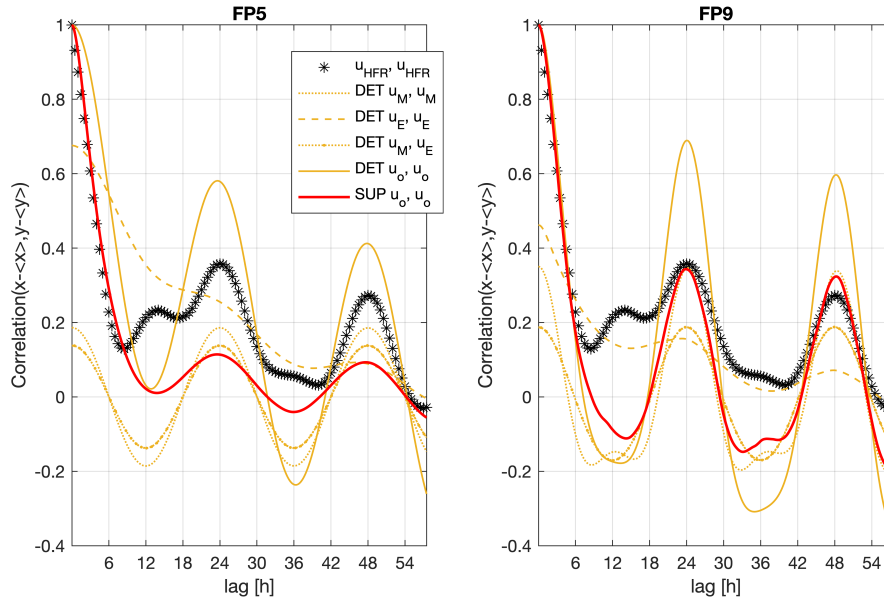 FP5
FP9
Correlation(x-<x>,y-<y>)
1
0.8
0.6
0.4
0.2
0
-0.2
-0.4
6 12 18 24 30 36 42 48 54
lag [h]
u_HFR, u_HFR
DET u_M, u_M
DET u_E, u_E
DET u_M, u_E
DET u_o, u_o
SUP u_o, u_o
Correlation(x-<x>,y-<y>)
1
0.8
0.6
0.4
0.2
0
-0.2
-0.4
6 12 18 24 30 36 42 48 54
lag [h]